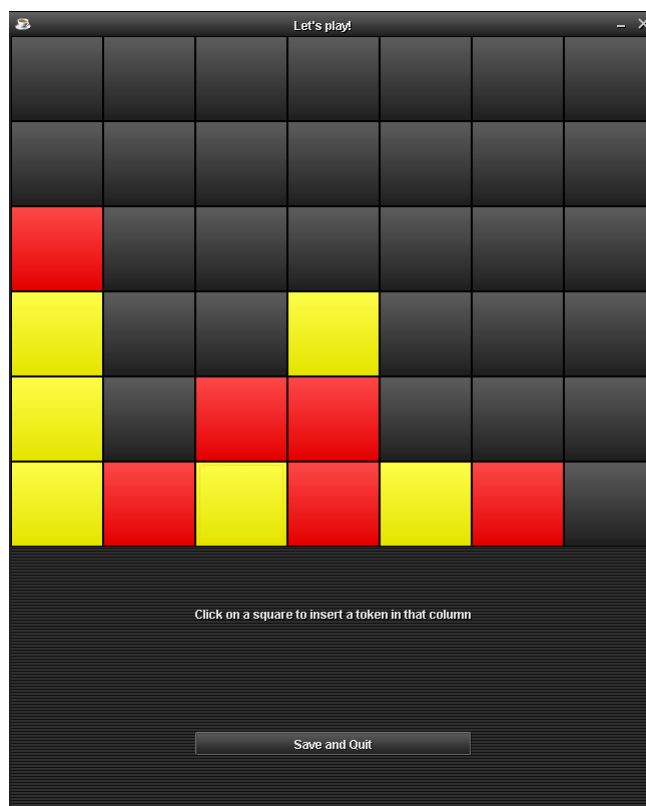 Let's play!
Click on a square to insert a token in that column
Save and Quit